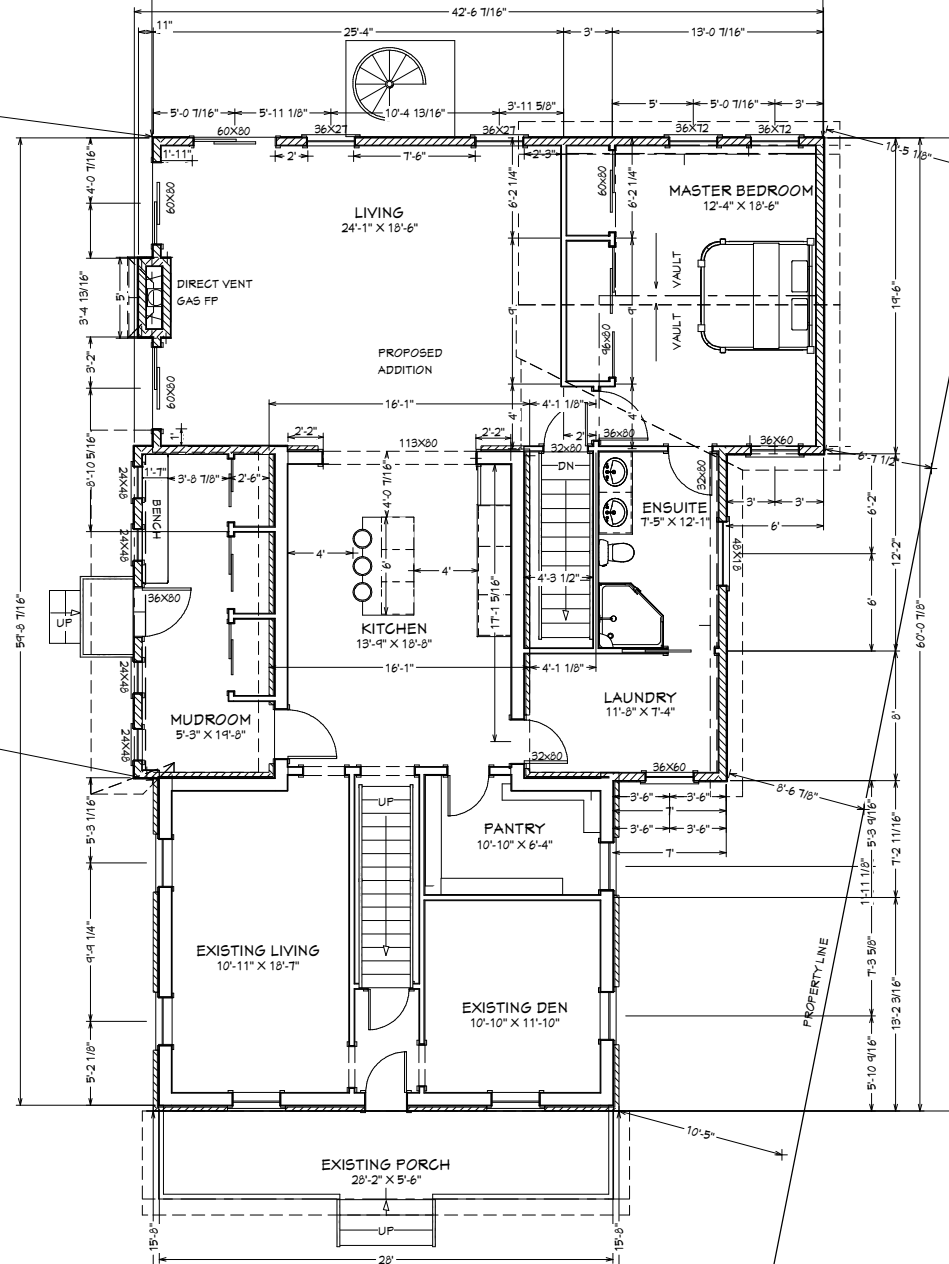 42'-6 7/16"
11"
25'-4"
3'
13'-0 7/16"
5'-0 7/16"
5'-11 1/8"
10'-4 13/16"
3'-11 5/8"
5'
5'-0 7/16"
3'
60X80
36X27
36X27
36X72
36X72
1'-11"
2'
7'-6"
2'-3"
10'-5 1/8"
4'-0 7/16"
60X80
6'-2 1/4"
60X80
6'-2 1/4"
MASTER BEDROOM
12'-4" X 18'-6"
LIVING
24'-1" X 18'-6"
VAULT
VAULT
19'-6"
DIRECT VENT
GAS FP
5'
3'-4 13/16"
9'
9'
96X80
PROPOSED
ADDITION
3'-2"
60X80
16'-1"
4'-1 1/8"
4'
4'
1'
2'-2"
113X80
2'-2"
2'
36X80
32X80
36X60
6'-7 1/2"
8'-10 5/16"
24X48
1'-7"
3'-8 7/8"
2'-6"
4'-0 7/16"
DN
32X80
BENCH
ENSUITE
7'-5" X 12'-1"
3'
3'
6'
6'-2"
24X48
4'
6'
4'
4'-3 1/2"
48X18
12'-2"
36X80
UP
17'-1 5/16"
6'
KITCHEN
13'-9" X 18'-8"
59'-8 7/16"
60'-0 7/8"
16'-1"
4'-1 1/8"
24X48
LAUNDRY
11'-8" X 7'-4"
MUDROOM
5'-3" X 19'-8"
8'
24X48
32X80
36X60
8'-6 7/8"
UP
3'-6"
3'-6"
7'
3'-6"
3'-6"
7'
5'-3 1/16"
PANTRY
10'-10" X 6'-4"
5'-3 9/16"
7'-2 11/16"
1'-11 1/8"
9'-9 1/4"
EXISTING LIVING
10'-11" X 18'-7"
7'-3 5/8"
PROPERTY LINE
EXISTING DEN
10'-10" X 11'-10"
13'-2 3/16"
5'-2 1/8"
5'-10 9/16"
10'-5"
EXISTING PORCH
28'-2" X 5'-6"
15'-8"
UP
15'-8"
28'